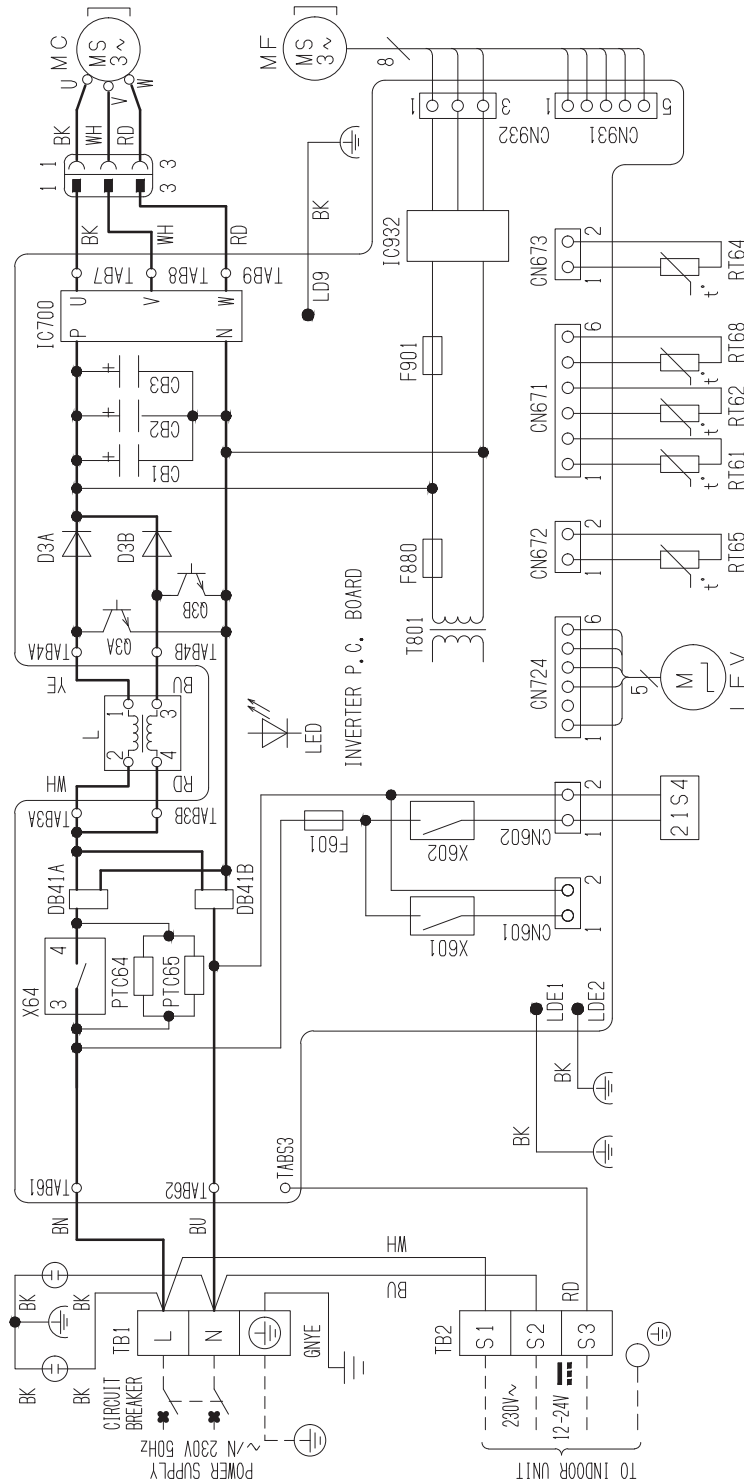 POWER SUPPLY
~/N 230V 50Hz
CIRCUIT
BREAKER
TB1
L
N
GNYE
BK
BK
BK
BK
BN
BU
TAB61
TAB62
TABS3
WH
BU
RD
TO INDOOR UNIT
230V~
12-24V
TB2
S1
S2
S3
X64
3
4
PTC64
PTC65
DB41A
DB41B
TAB3A
TAB3B
WH
RD
L
2
1
4
3
YE
BU
TAB4A
TAB4B
Q3A
Q3B
D3A
D3B
CB1
CB2
CB3
+
+
+
IC700
P
N
U
V
W
TAB7
TAB8
TAB9
BK
WH
RD
1
1
3
3
BK
WH
RD
MC
U
V
W
MS
3~
MF
MS
3~
8
LED
INVERTER P.C. BOARD
LD9
BK
F601
X601
X602
CN601
1
2
CN602
1
2
21S4
LDE1
LDE2
BK
BK
T801
F880
F901
IC932
CN932
1
3
CN931
1
5
CN724
1
6
5
M
LEV
CN672
1
2
t°
RT65
CN671
1
6
t°
RT61
t°
RT62
t°
RT68
CN673
1
2
t°
RT64